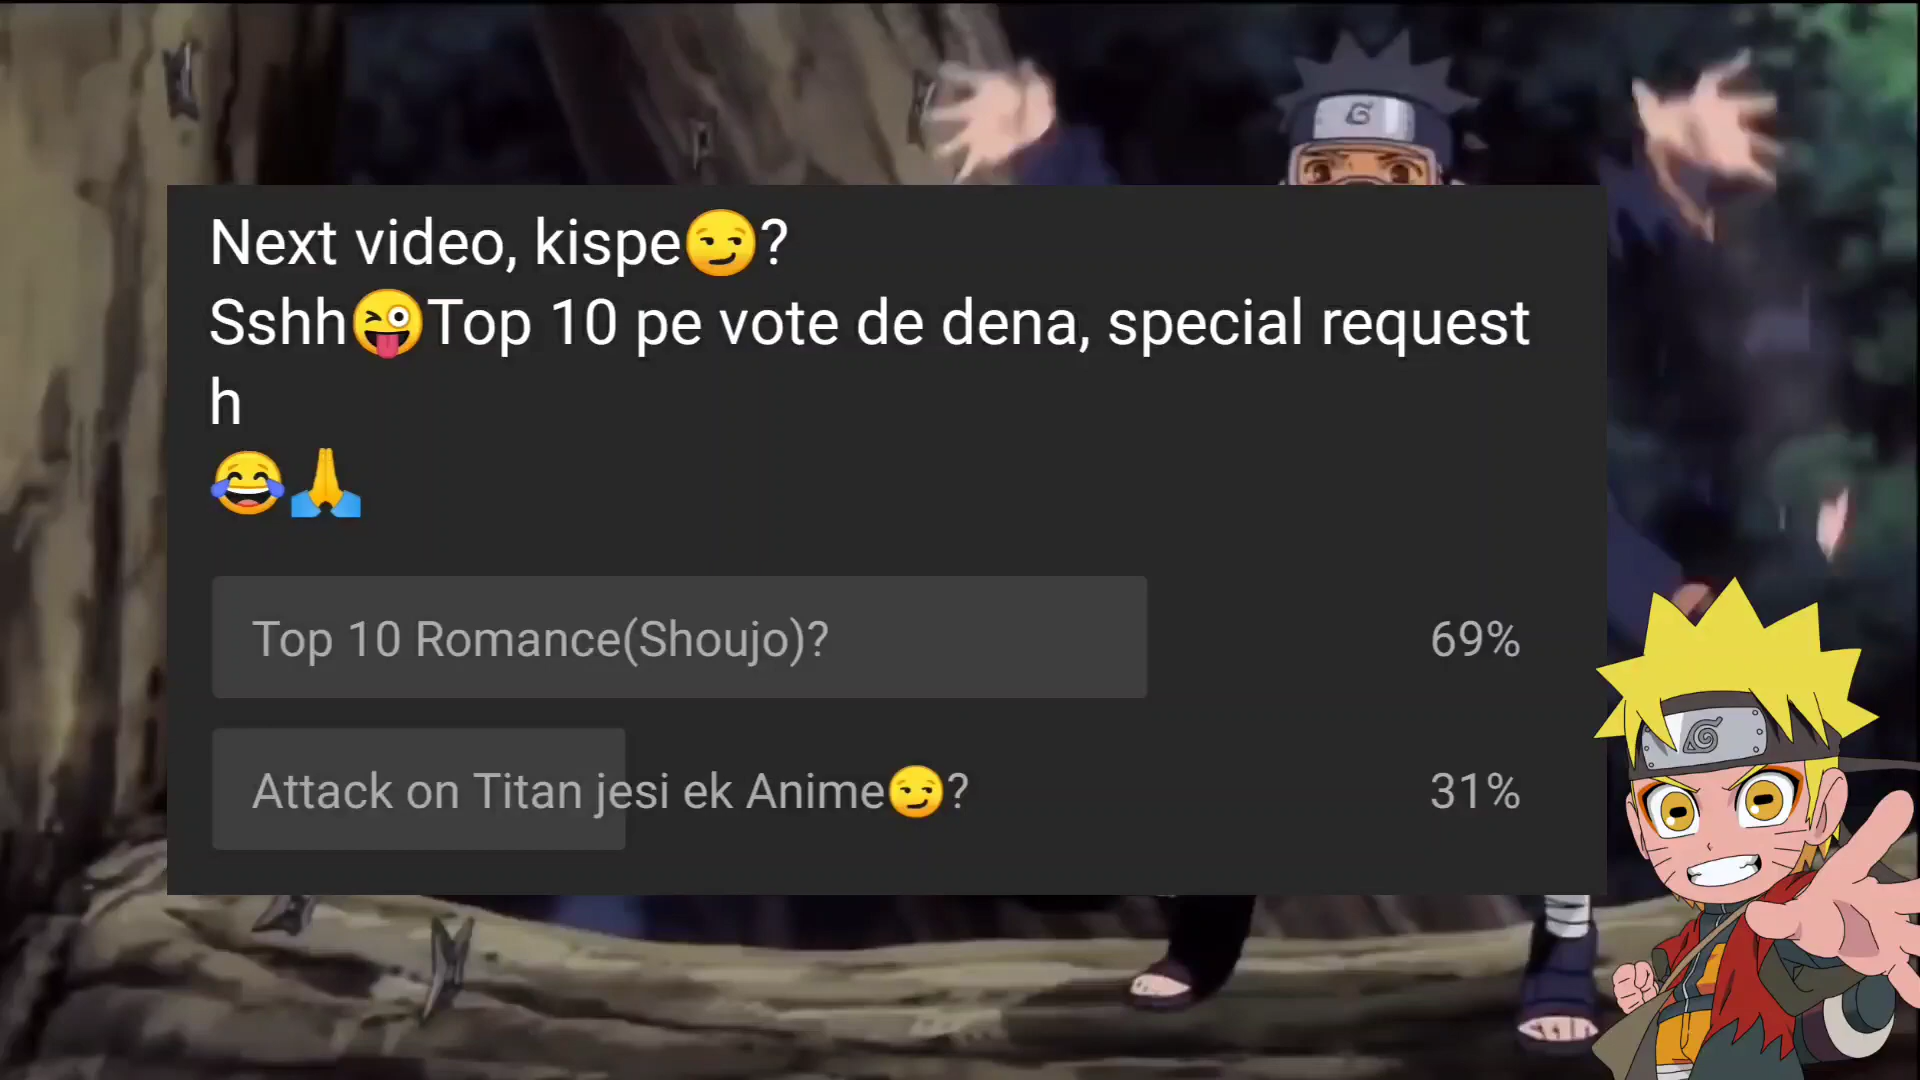 Next video, kispe😏?
Sshh😜Top 10 pe vote de dena, special request
h
😂🙏
Top 10 Romance(Shoujo)?
69%
Attack on Titan jesi ek Anime😏?
31%